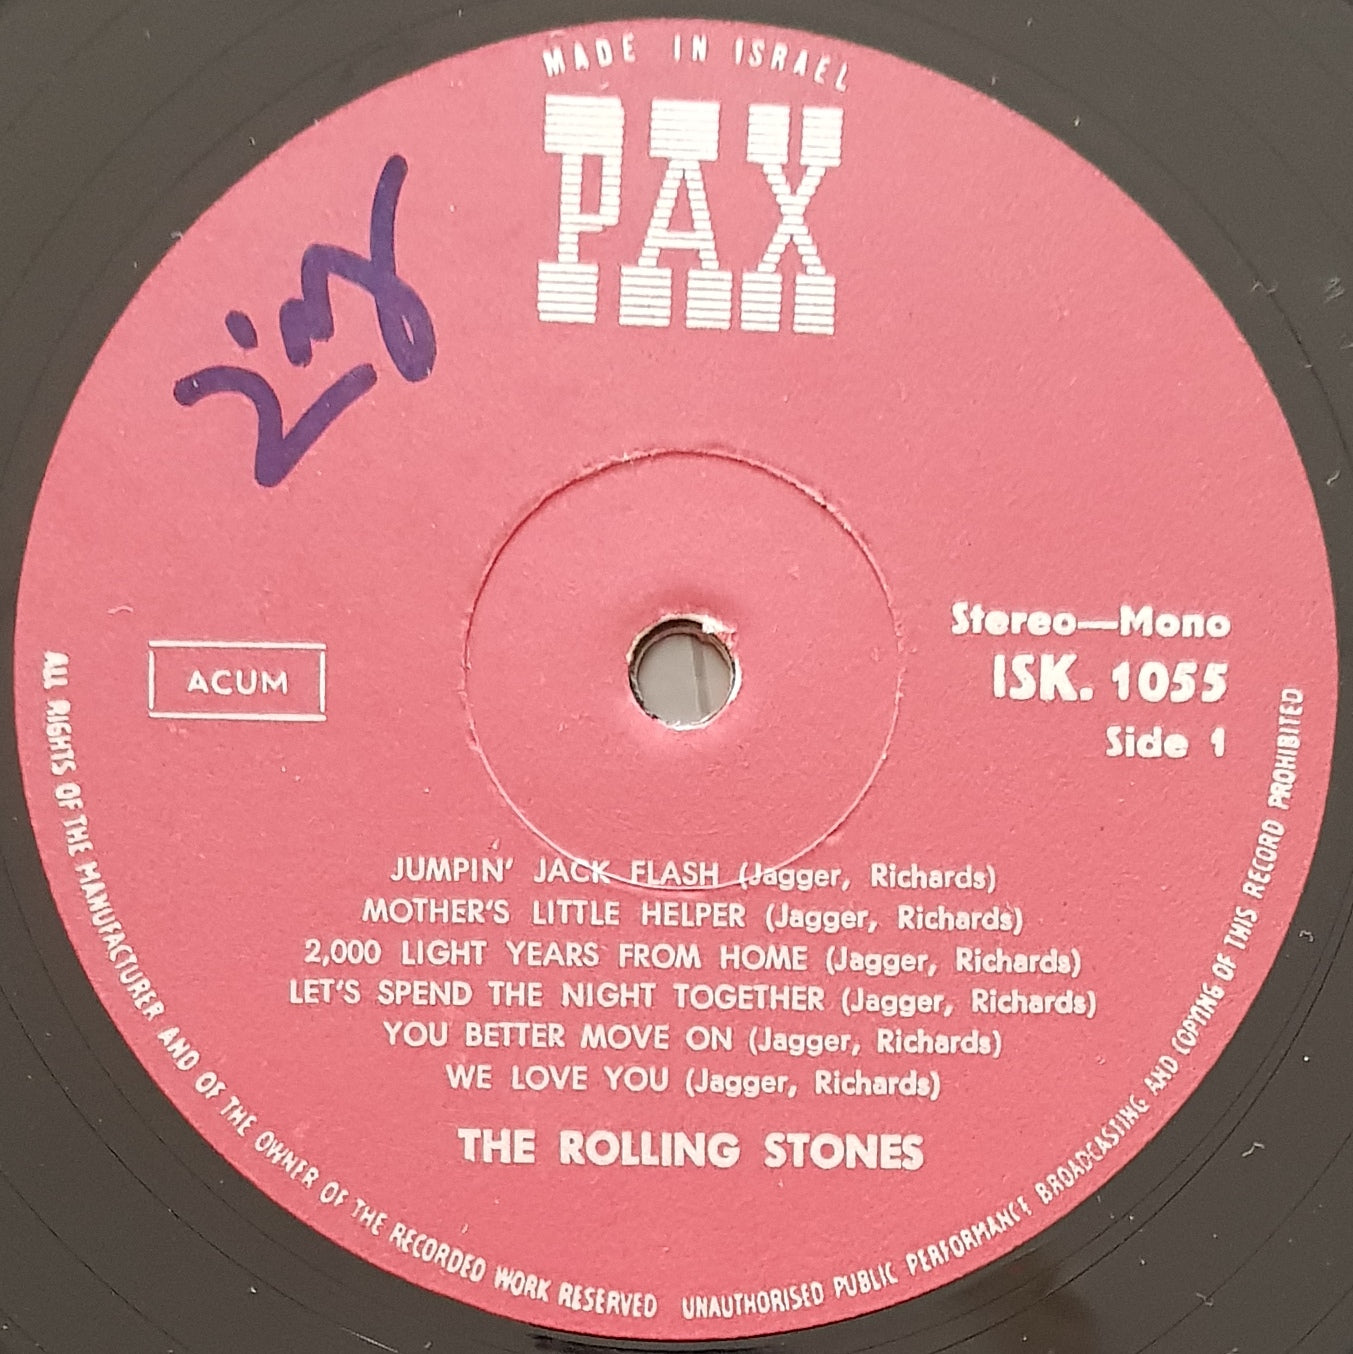 MADE IN ISRAEL
PAX
ACUM
Stereo—Mono
ISK. 1055
Side 1
JUMPIN' JACK FLASH (Jagger, Richards)
MOTHER'S LITTLE HELPER (Jagger, Richards)
2,000 LIGHT YEARS FROM HOME (Jagger, Richards)
LET'S SPEND THE NIGHT TOGETHER (Jagger, Richards)
YOU BETTER MOVE ON (Jagger, Richards)
WE LOVE YOU (Jagger, Richards)
THE ROLLING STONES
ALL RIGHTS OF THE MANUFACTURER AND OF THE OWNER OF THE RECORDED WORK RESERVED UNAUTHORISED PUBLIC PERFORMANCE BROADCASTING AND COPYING OF THIS RECORD PROHIBITED